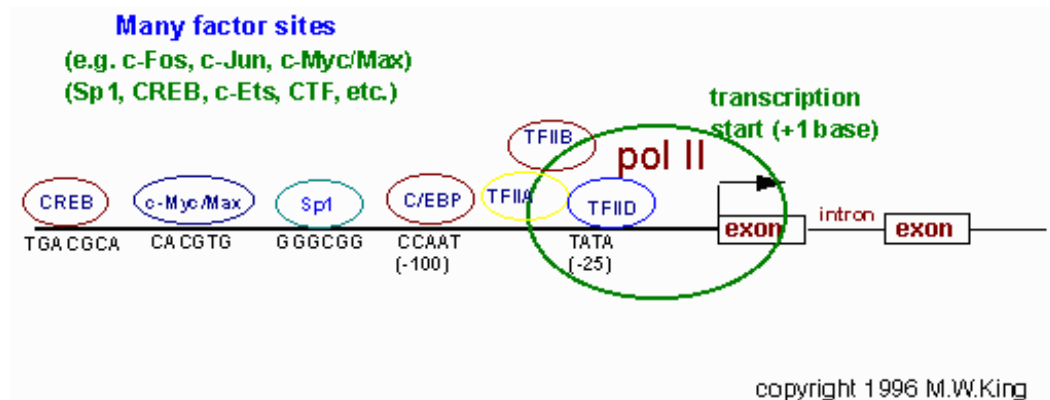 Many factor sites
(e.g. c-Fos, c-Jun, c-Myc/Max)
(Sp1, CREB, c-Ets, CTF, etc.)
transcription
start (+1 base)
TFIIB
pol II
CREB
c-Myc/Max
Sp1
C/EBP
TFIIA
TFIID
exon
intron
exon
TGACGCA
CACGTG
GGGCGG
CCAAT
(-100)
TATA
(-25)
copyright 1996 M.W.King